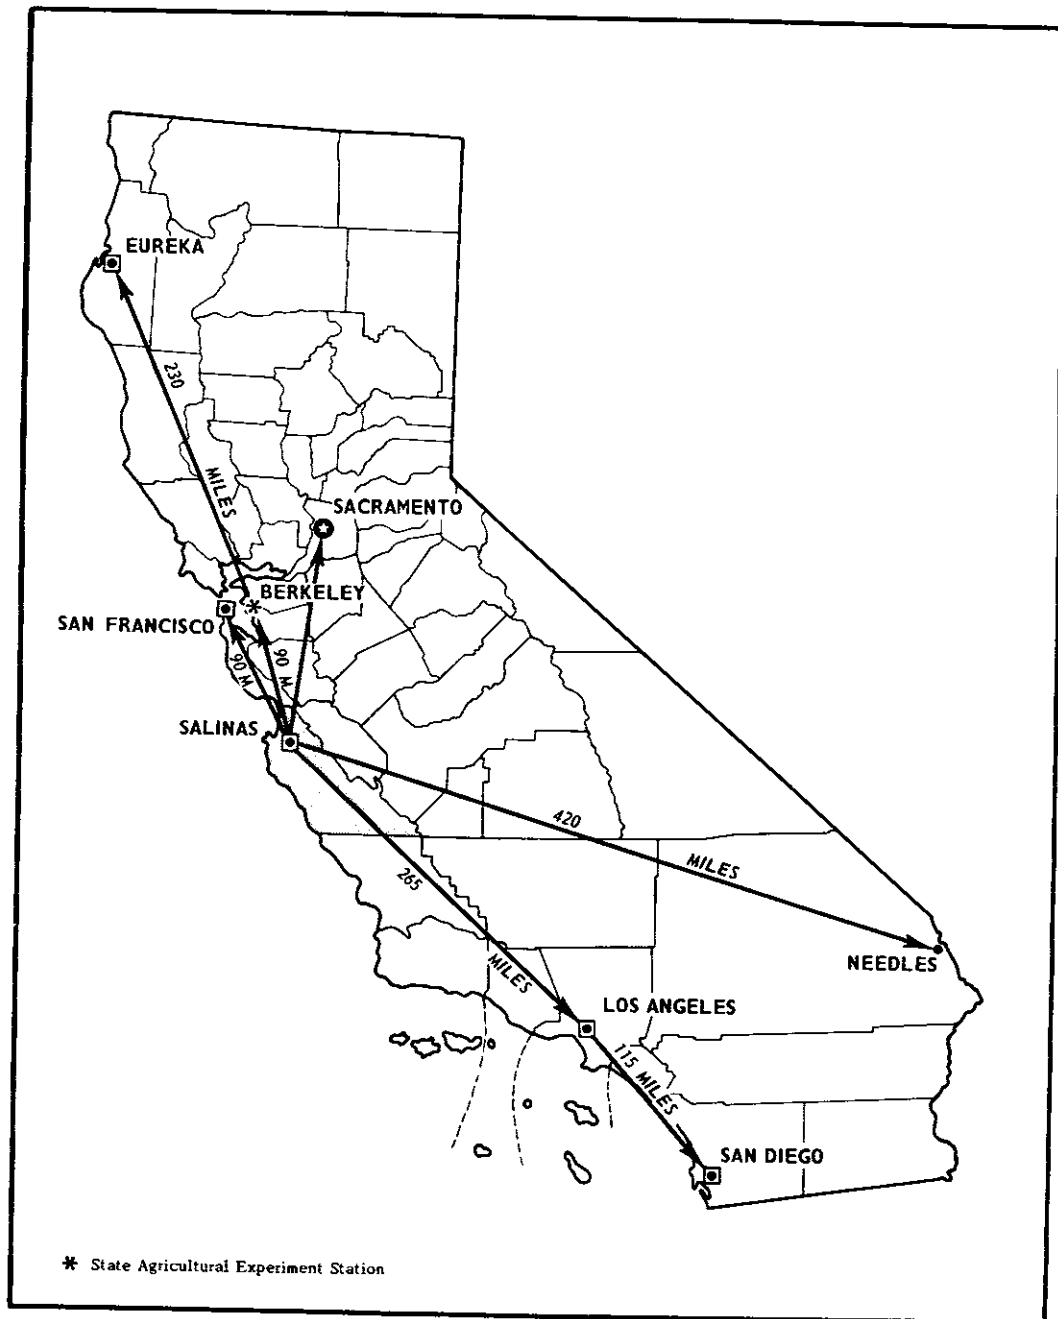 EUREKA
230
MILES
SACRAMENTO
BERKELEY
SAN FRANCISCO
90 M
90 M
SALINAS
420
MILES
265
MILES
NEEDLES
LOS ANGELES
115 MILES
SAN DIEGO
* State Agricultural Experiment Station